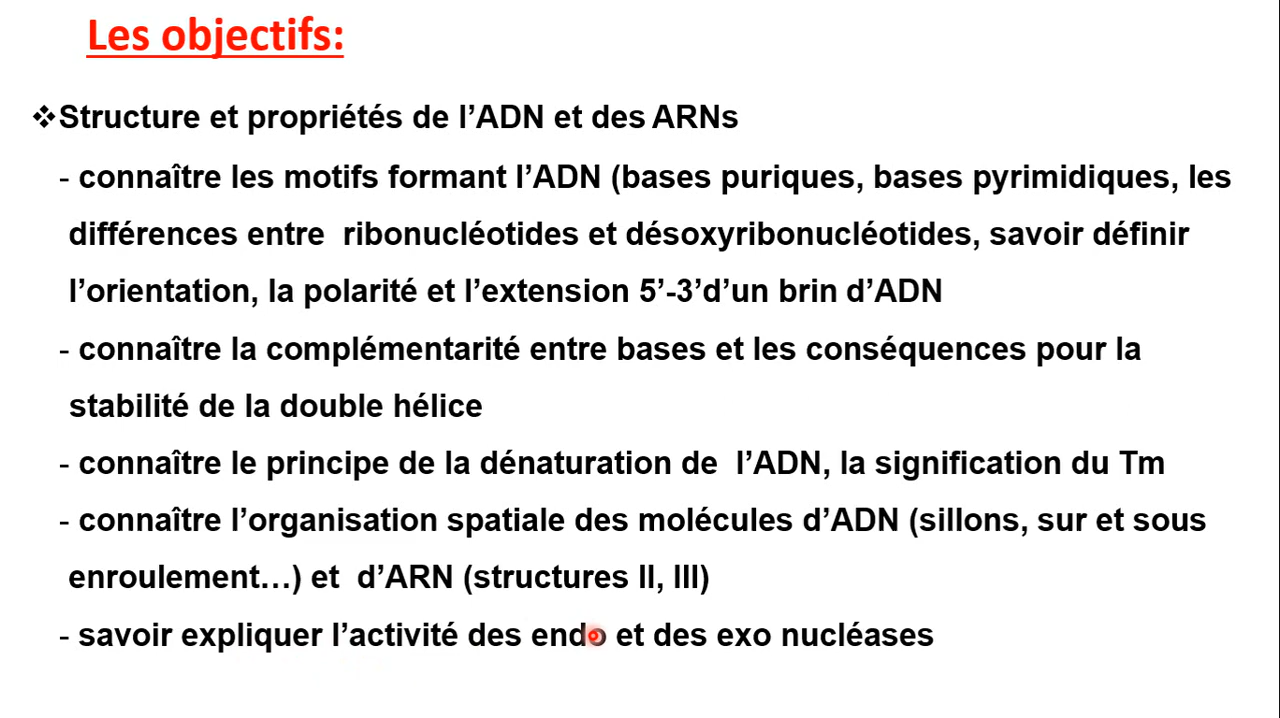 Les objectifs:
❖Structure et propriétés de l’ADN et des ARNs
- connaître les motifs formant l’ADN (bases puriques, bases pyrimidiques, les
différences entre ribonucléotides et désoxyribonucléotides, savoir définir
l’orientation, la polarité et l’extension 5’-3’d’un brin d’ADN
- connaître la complémentarité entre bases et les conséquences pour la
stabilité de la double hélice
- connaître le principe de la dénaturation de l’ADN, la signification du Tm
- connaître l’organisation spatiale des molécules d’ADN (sillons, sur et sous
enroulement…) et d’ARN (structures II, III)
- savoir expliquer l’activité des endo et des exo nucléases